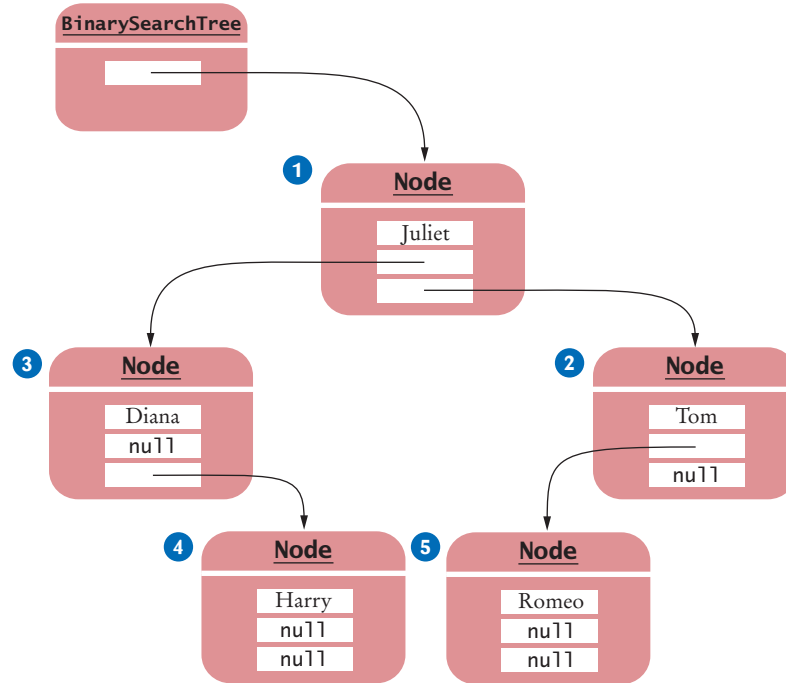 BinarySearchTree
1
Node
Juliet
3
Node
Diana
null
2
Node
Tom
null
4
Node
Harry
null
null
5
Node
Romeo
null
null